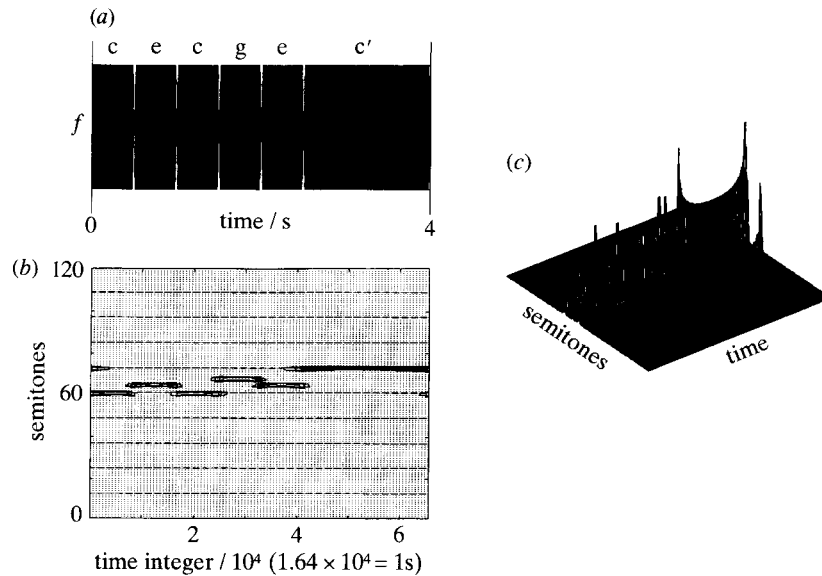 (a)
c e c g e c′
f
0 time / s 4
(b)
120
60
0
semitones
2 4 6
time integer / 10⁴ (1.64 × 10⁴ = 1s)
(c)
semitones
time